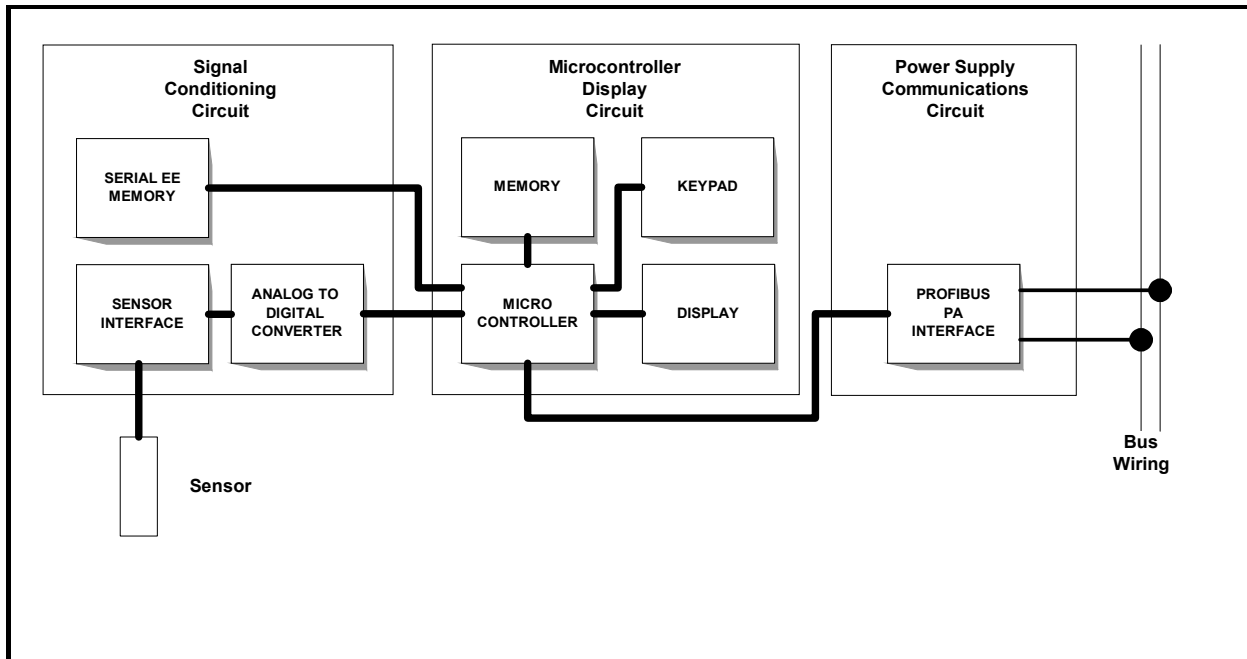 Signal
Conditioning
Circuit
SERIAL EE
MEMORY
SENSOR
INTERFACE
ANALOG TO
DIGITAL
CONVERTER
Sensor
Microcontroller
Display
Circuit
MEMORY
KEYPAD
MICRO
CONTROLLER
DISPLAY
Power Supply
Communications
Circuit
PROFIBUS
PA
INTERFACE
Bus
Wiring